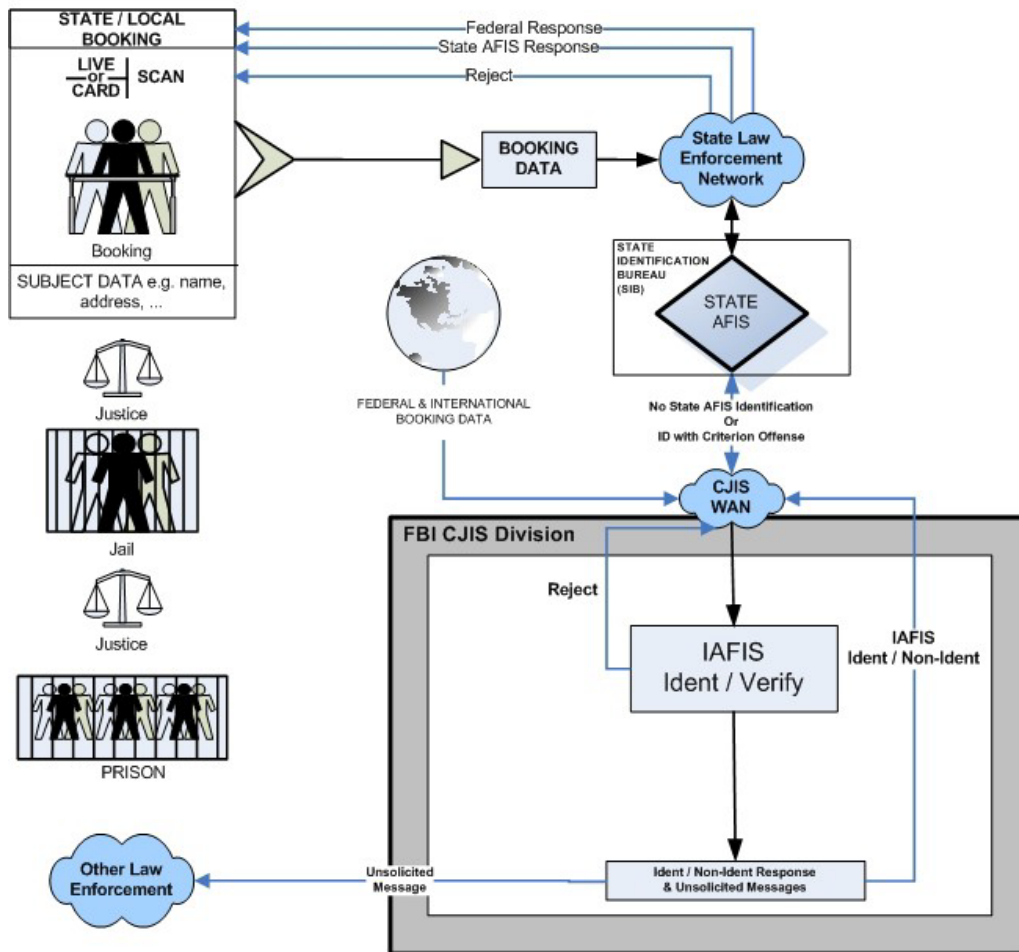 STATE / LOCAL
BOOKING
LIVE
or
CARD
SCAN
Booking
SUBJECT DATA e.g. name,
address, ...
Federal Response
State AFIS Response
Reject
BOOKING
DATA
State Law
Enforcement
Network
STATE
IDENTIFICATION
BUREAU
(SIB)
STATE
AFIS
FEDERAL & INTERNATIONAL
BOOKING DATA
No State AFIS Identification
Or
ID with Criterion Offense
CJIS
WAN
Justice
Jail
Justice
PRISON
FBI CJIS Division
Reject
IAFIS
Ident / Verify
IAFIS
Ident / Non-Ident
Ident / Non-Ident Response
& Unsolicited Messages
Unsolicited
Message
Other Law
Enforcement